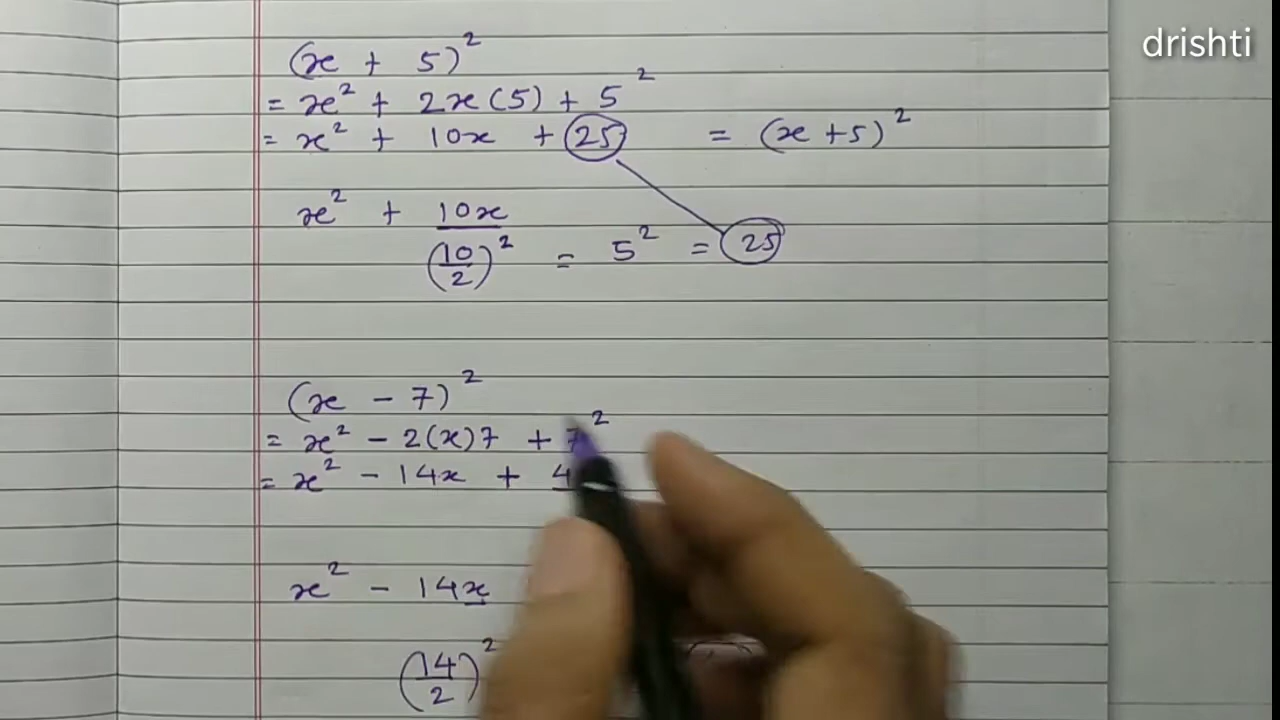 drishti
(x + 5)²
= x² + 2x(5) + 5²
= x² + 10x + 25 = (x + 5)²
x² + 10x
(10/2)² = 5² = 25
(x - 7)²
= x² - 2(x)7 + 7²
= x² - 14x + 4
x² - 14x
(14/2)²